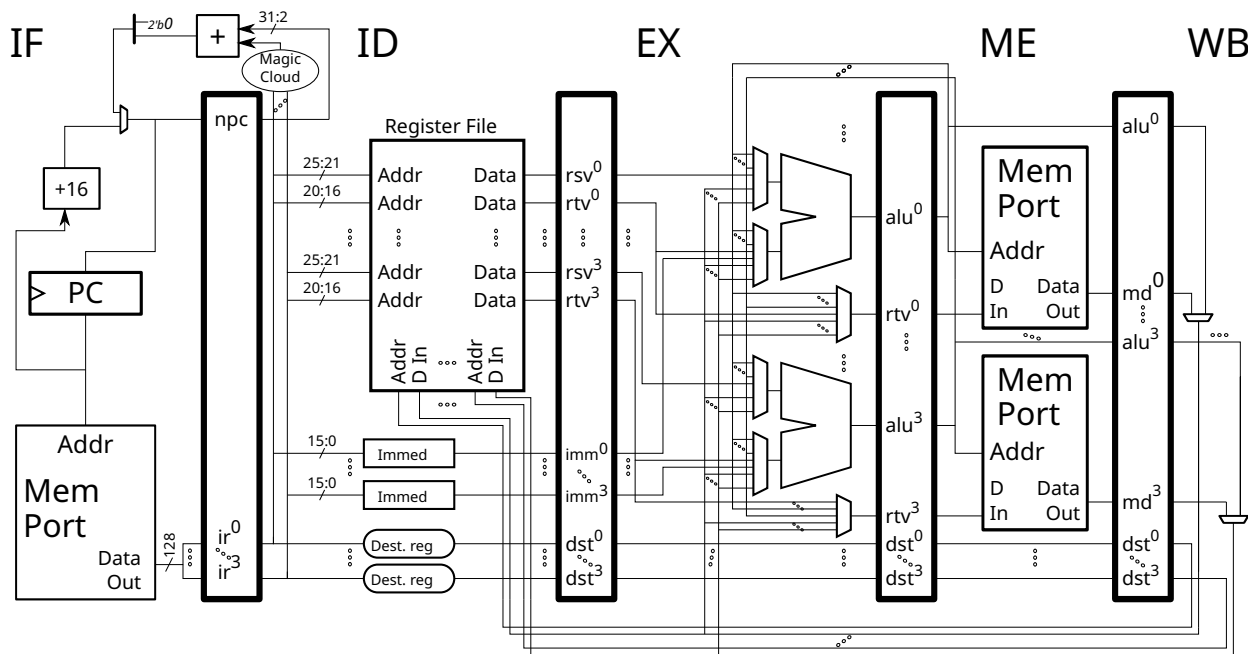 IF
ID
EX
ME
WB
2'b0
+
31:2
Magic
Cloud
npc
+16
PC
Addr
Mem
Port
Data
Out
128
ir⁰
ir³
Register File
25:21
Addr
Data
20:16
Addr
Data
25:21
Addr
Data
20:16
Addr
Data
Addr
D In
Addr
D In
15:0
Immed
15:0
Immed
Dest. reg
Dest. reg
rsv⁰
rtv⁰
rsv³
rtv³
imm⁰
imm³
dst⁰
dst³
alu⁰
rtv⁰
alu³
rtv³
dst⁰
dst³
Mem
Port
Addr
D
In
Data
Out
Mem
Port
Addr
D
In
Data
Out
alu⁰
md⁰
alu³
md³
dst⁰
dst³